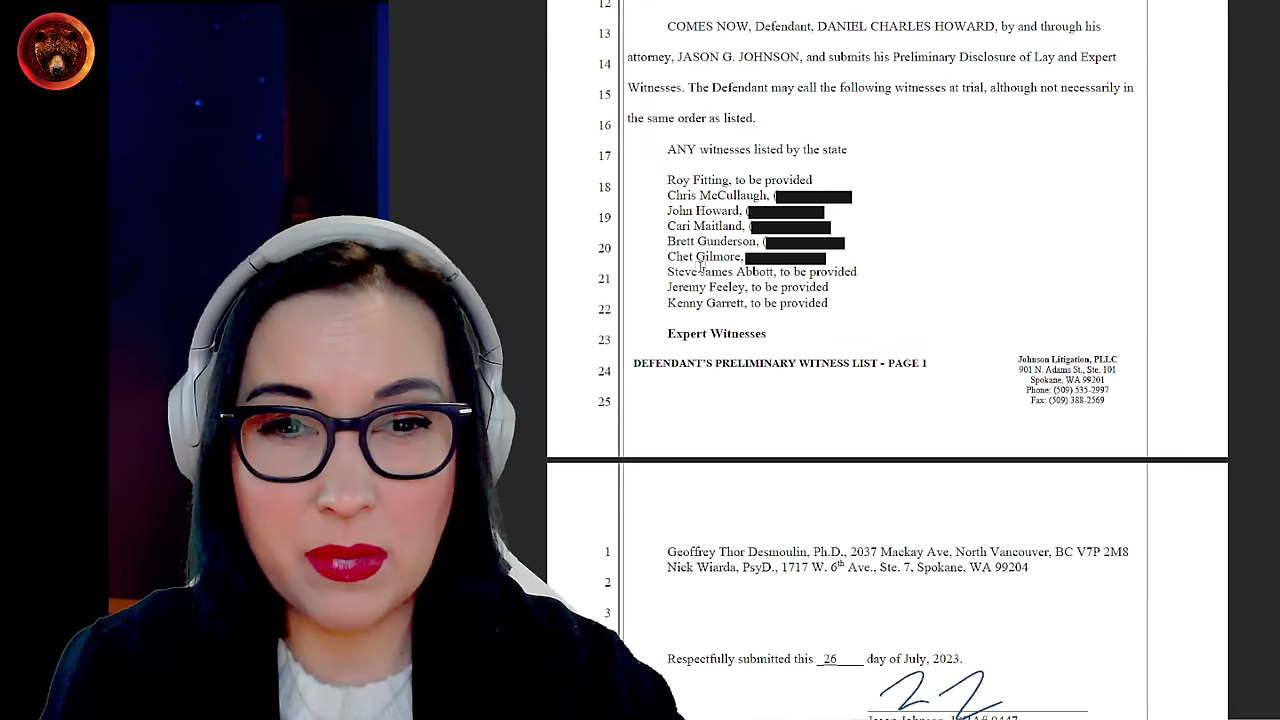 12
13 COMES NOW, Defendant, DANIEL CHARLES HOWARD, by and through his
14 attorney, JASON G. JOHNSON, and submits his Preliminary Disclosure of Lay and Expert
15 Witnesses. The Defendant may call the following witnesses at trial, although not necessarily in
16 the same order as listed.
17 ANY witnesses listed by the state
18 Roy Fitting, to be provided
Chris McCullaugh, (
19 John Howard, (
Cari Maitland, (
20 Brett Gunderson, (
Chet Gilmore,
21 Steve James Abbott, to be provided
Jeremy Feeley, to be provided
22 Kenny Garrett, to be provided
23 Expert Witnesses
24 DEFENDANT'S PRELIMINARY WITNESS LIST - PAGE 1
25
Johnson Litigation, PLLC
901 N. Adams St., Ste. 101
Spokane, WA 99201
Phone: (509) 535-2997
Fax: (509) 388-2569
1 Geoffrey Thor Desmoulin, Ph.D., 2037 Mackay Ave, North Vancouver, BC V7P 2M8
Nick Wiarda, PsyD., 1717 W. 6th Ave., Ste. 7, Spokane, WA 99204
2
3
Respectfully submitted this _26____ day of July, 2023.